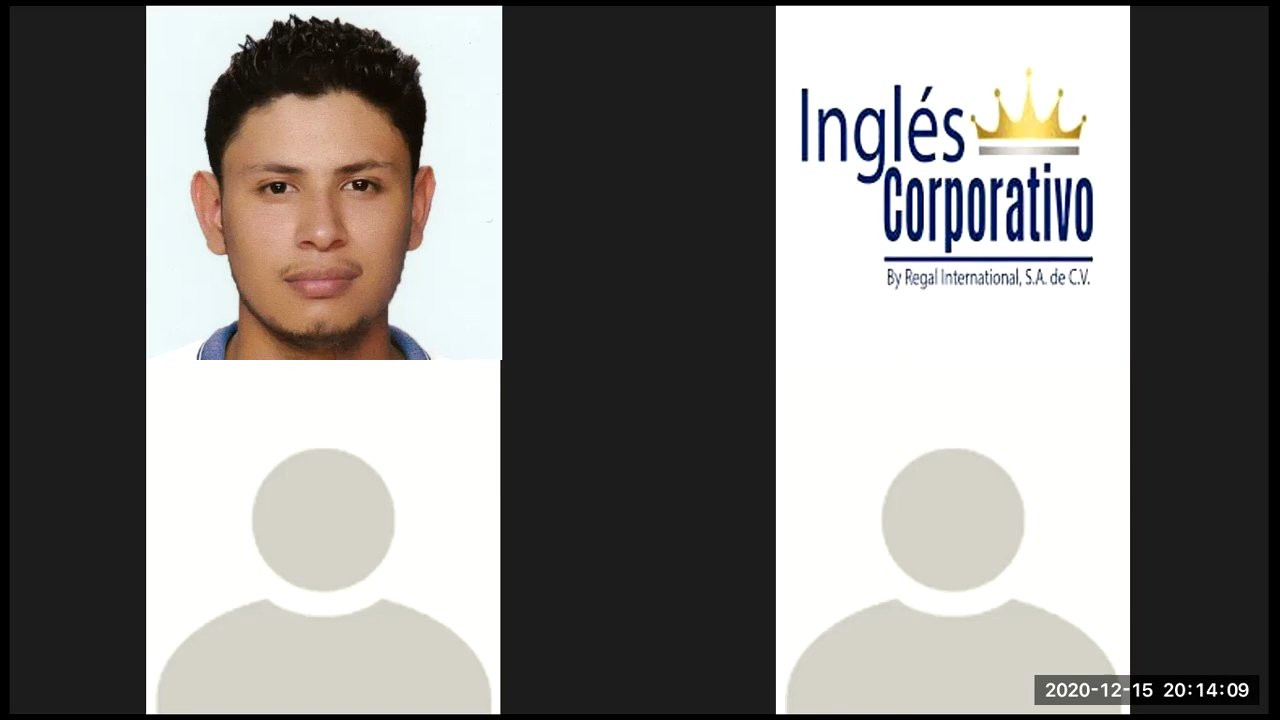 Inglés
Corporativo
By Regal International, S.A. de C.V.
2020-12-15 20:14:09